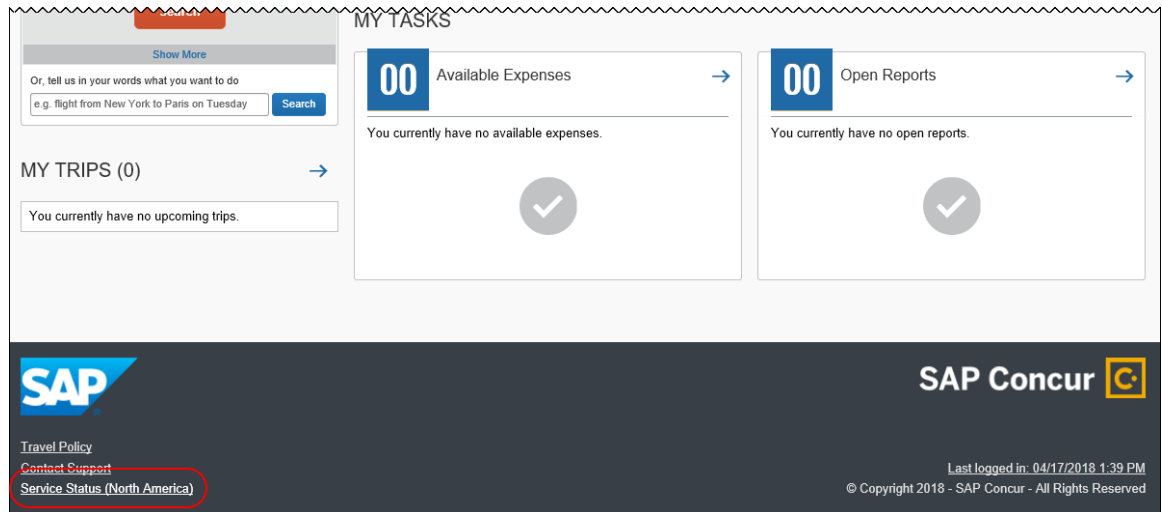 Search
MY TASKS
Show More
Or, tell us in your words what you want to do
e.g. flight from New York to Paris on Tuesday
Search
MY TRIPS (0)
You currently have no upcoming trips.
00
Available Expenses
You currently have no available expenses.
00
Open Reports
You currently have no open reports.
SAP
SAP Concur C.
Travel Policy
Contact Support
Service Status (North America)
Last logged in: 04/17/2018 1:39 PM
© Copyright 2018 - SAP Concur - All Rights Reserved